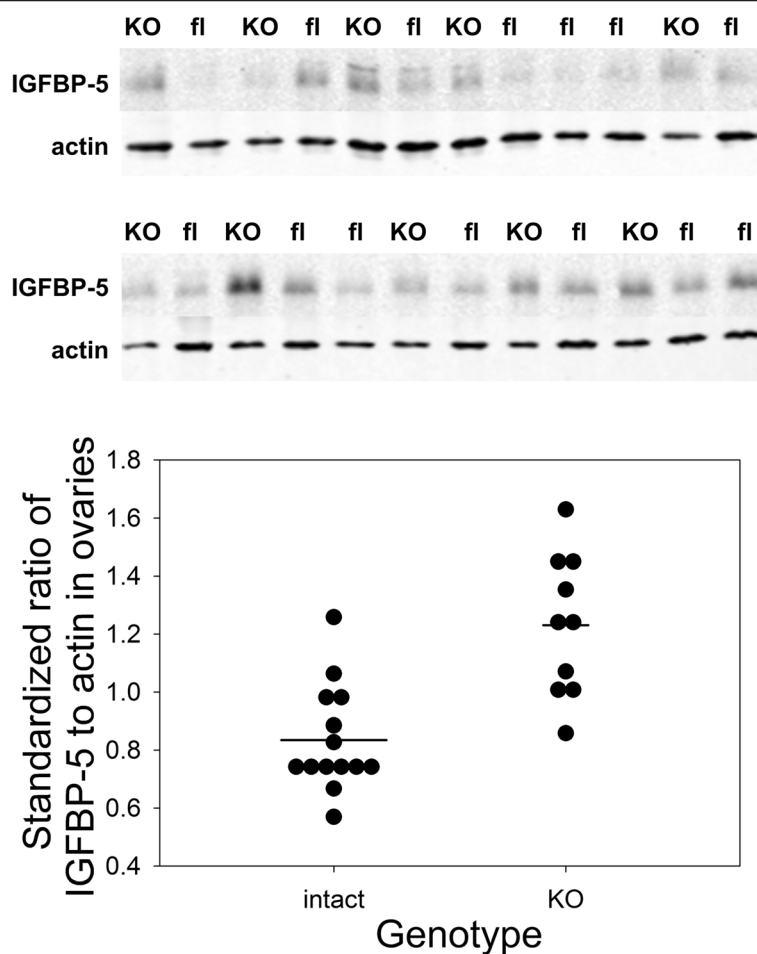 KO fl KO fl KO fl KO fl fl fl KO fl
IGFBP-5
actin
KO fl KO fl fl KO fl KO fl KO fl fl
IGFBP-5
actin
Standardized ratio of
IGFBP-5 to actin in ovaries
1.8
1.6
1.4
1.2
1.0
0.8
0.6
0.4
intact KO
Genotype